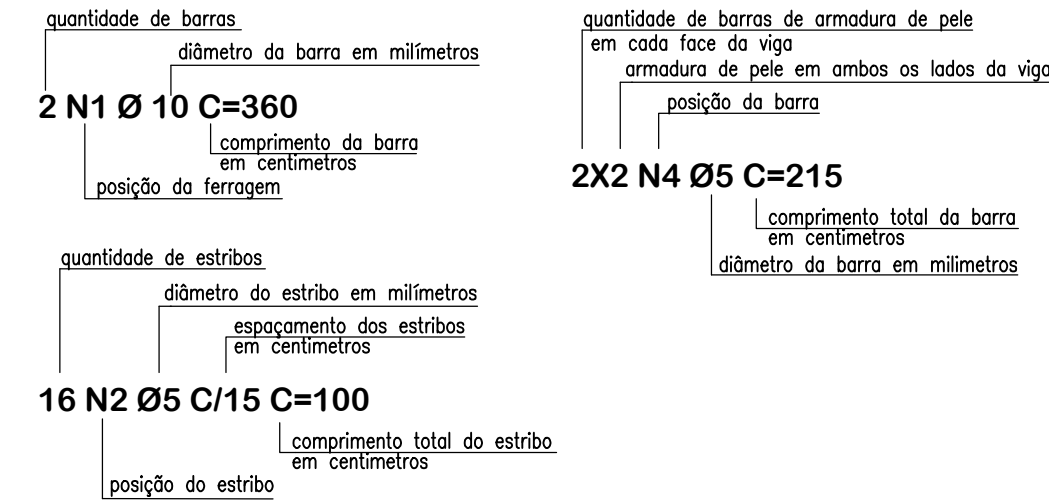 quantidade de barras
diâmetro da barra em milímetros
2 N1 Ø 10 C=360
comprimento da barra
em centimetros
posição da ferragem
quantidade de barras de armadura de pele
em cada face da viga
armadura de pele em ambos os lados da viga
posição da barra
2X2 N4 Ø5 C=215
comprimento total da barra
em centimetros
diâmetro da barra em milimetros
quantidade de estribos
diâmetro do estribo em milímetros
espaçamento dos estribos
em centimetros
16 N2 Ø5 C/15 C=100
comprimento total do estribo
em centimetros
posição do estribo